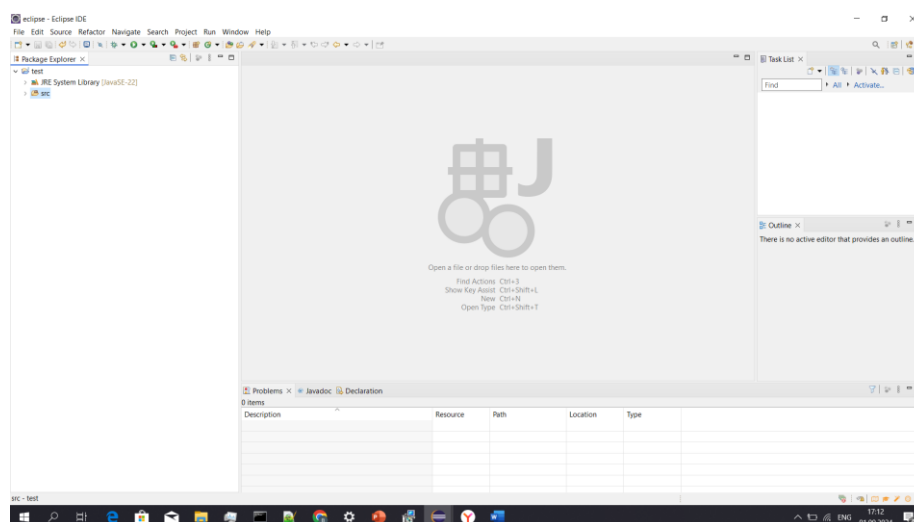 eclipse - Eclipse IDE
File Edit Source Refactor Navigate Search Project Run Window Help
Package Explorer
test
JRE System Library [JavaSE-22]
src
Open a file or drop files here to open them.
Find Actions Ctrl+3
Show Key Assist Ctrl+Shift+L
New Ctrl+N
Open Type Ctrl+Shift+T
Task List
Find All Activate...
Outline
There is no active editor that provides an outline.
Problems Javadoc Declaration
0 items
Description Resource Path Location Type
src - test
ENG 17:12